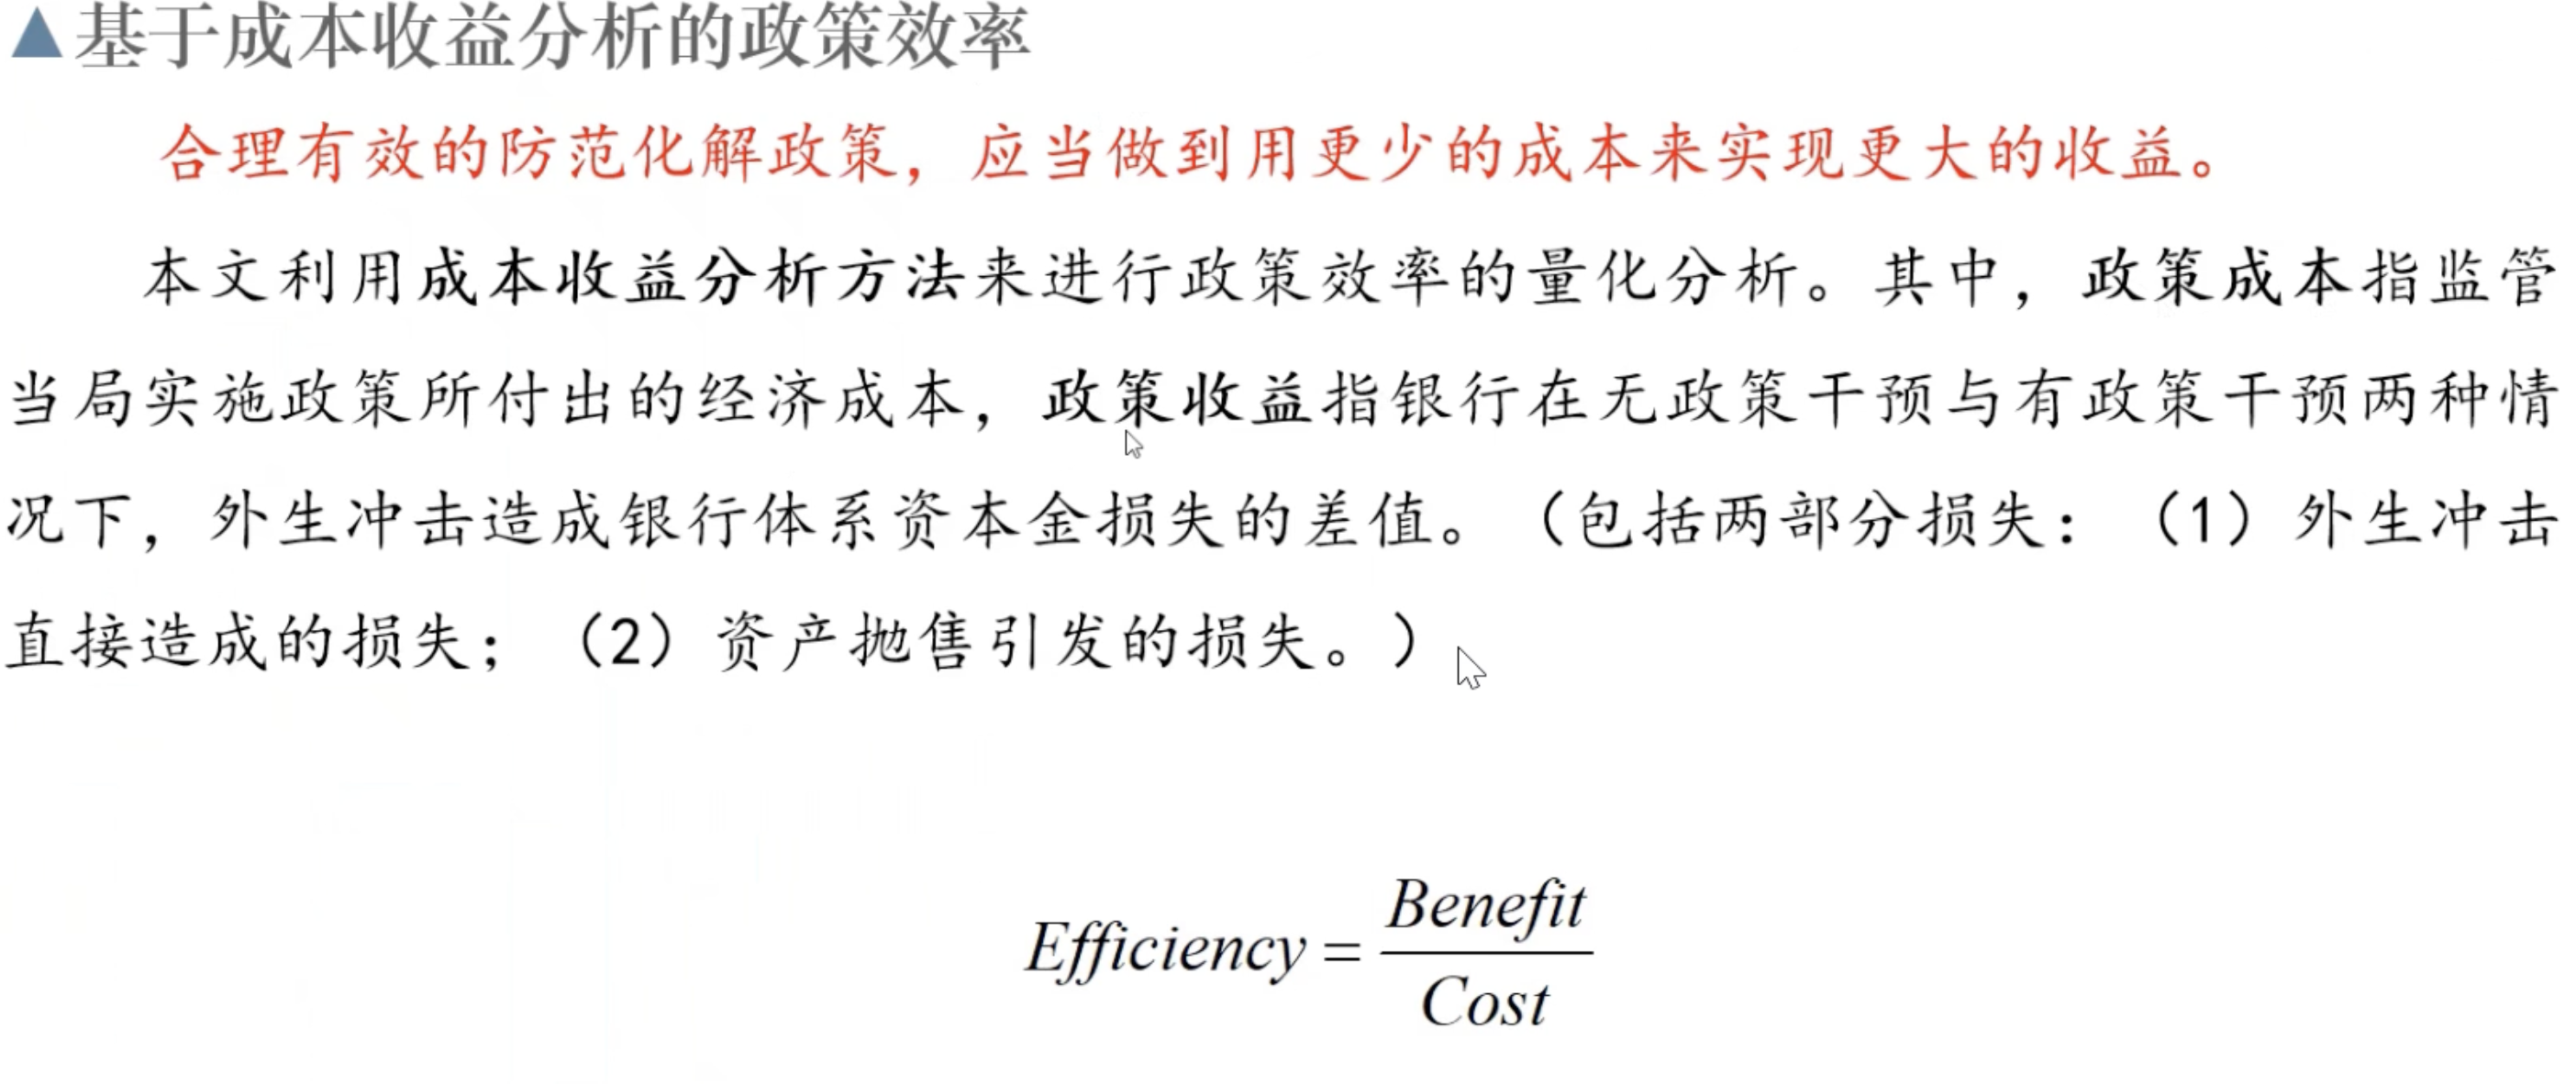 ▲基于成本收益分析的政策效率
合理有效的防范化解政策，应当做到用更少的成本来实现更大的收益。
本文利用成本收益分析方法来进行政策效率的量化分析。其中，政策成本指监管
当局实施政策所付出的经济成本，政策收益指银行在无政策干预与有政策干预两种情
况下，外生冲击造成银行体系资本金损失的差值。（包括两部分损失：（1）外生冲击
直接造成的损失；（2）资产抛售引发的损失。）
Efficiency = Benefit / Cost